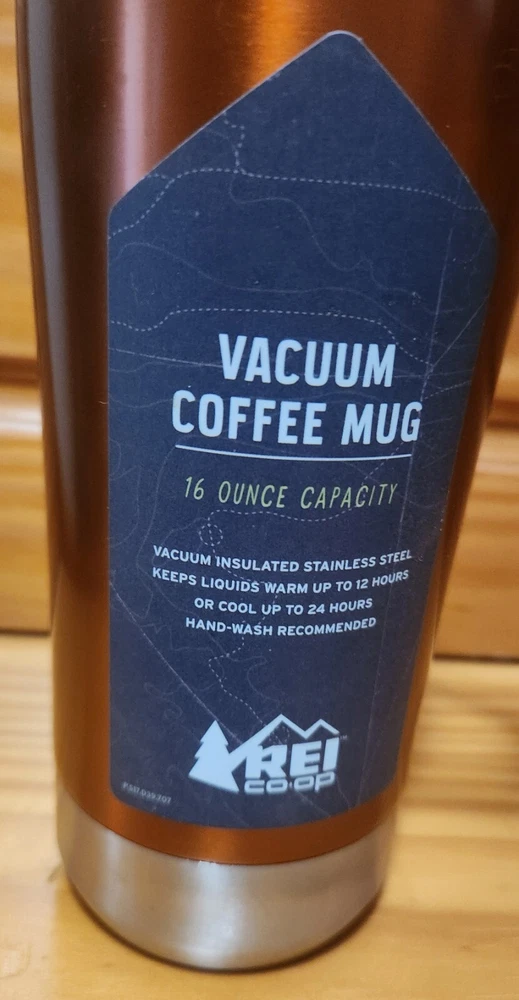 VACUUM
COFFEE MUG
16 OUNCE CAPACITY
VACUUM INSULATED STAINLESS STEEL
KEEPS LIQUIDS WARM UP TO 12 HOURS
OR COOL UP TO 24 HOURS
HAND-WASH RECOMMENDED
REI
CO·OP